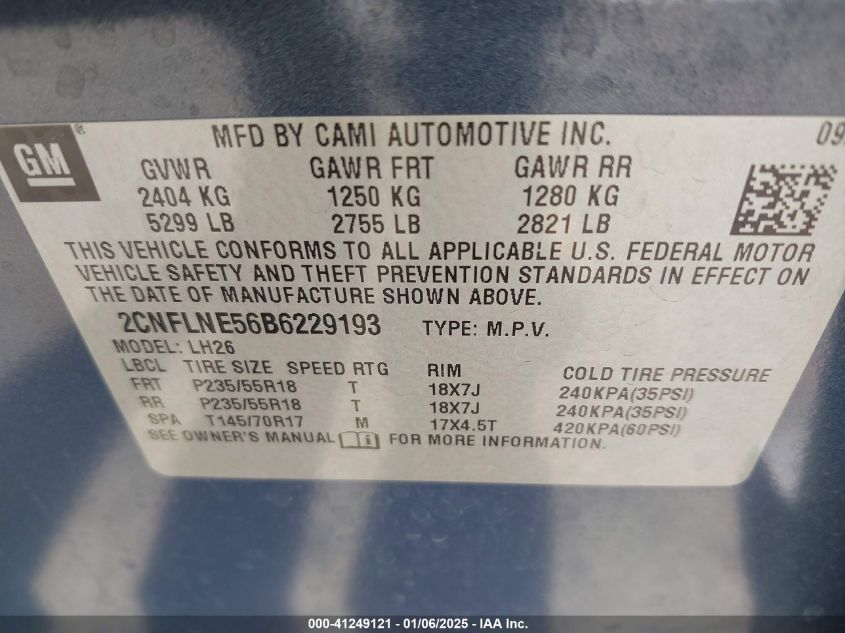 GM®
MFD BY CAMI AUTOMOTIVE INC.
09
GVWR GAWR FRT GAWR RR
2404 KG 1250 KG 1280 KG
5299 LB 2755 LB 2821 LB
THIS VEHICLE CONFORMS TO ALL APPLICABLE U.S. FEDERAL MOTOR
VEHICLE SAFETY AND THEFT PREVENTION STANDARDS IN EFFECT ON
THE DATE OF MANUFACTURE SHOWN ABOVE.
2CNFLNE56B6229193 TYPE: M.P.V.
MODEL: LH26
LBCL TIRE SIZE SPEED RTG RIM COLD TIRE PRESSURE
FRT P235/55R18 T 18X7J 240KPA(35PSI)
RR P235/55R18 T 18X7J 240KPA(35PSI)
SPA T145/70R17 M 17X4.5T 420KPA(60PSI)
SEE OWNER'S MANUAL i FOR MORE INFORMATION.
000-41249121 - 01/06/2025 - IAA Inc.